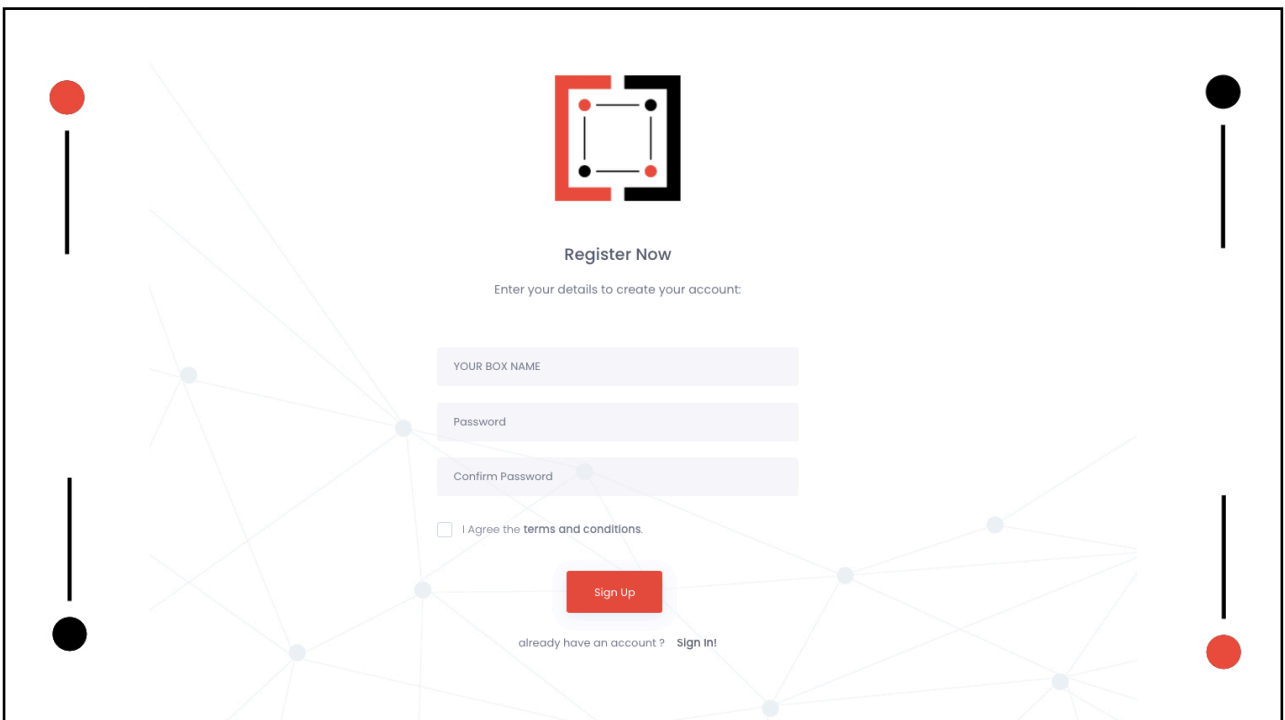 Register Now
Enter your details to create your account:
YOUR BOX NAME
Password
Confirm Password
I Agree the terms and conditions.
Sign Up
already have an account ? Sign In!